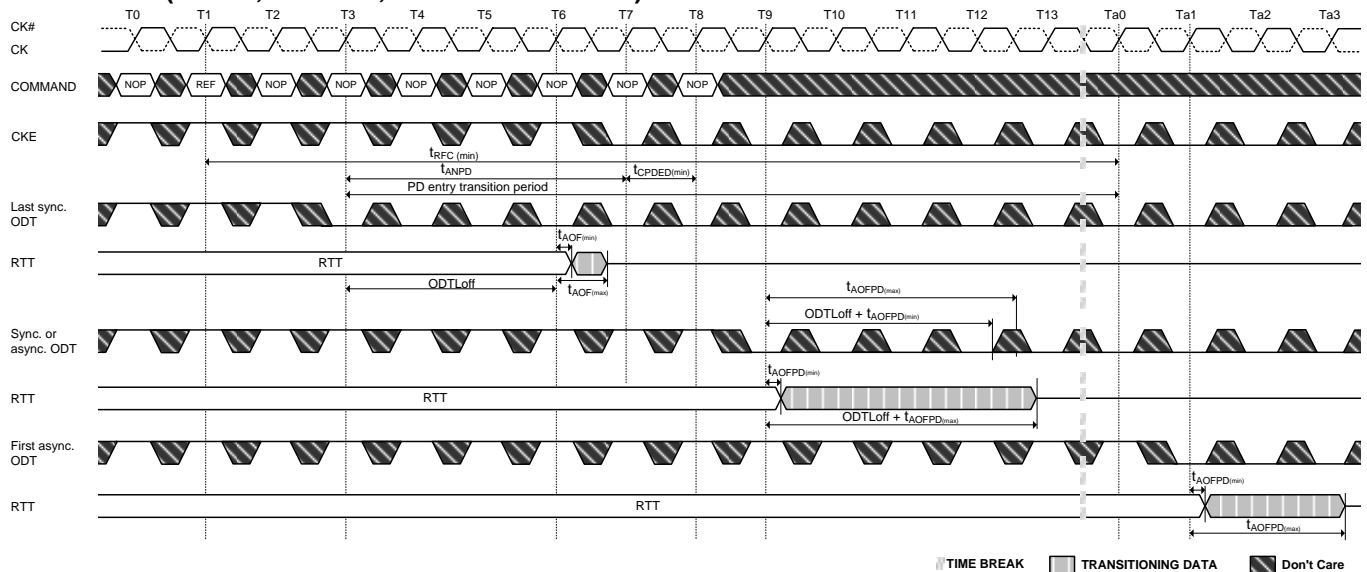 T0 T1 T2 T3 T4 T5 T6 T7 T8 T9 T10 T11 T12 T13 Ta0 Ta1 Ta2 Ta3
CK#
CK
COMMAND NOP REF NOP NOP NOP NOP NOP NOP NOP
CKE
tRFC (min)
tANPD tCPDED(min)
PD entry transition period
Last sync.
ODT
tAOF(min)
RTT RTT
ODTLoff tAOF(max)
tAOFPD(max)
ODTLoff + tAOFPD(min)
Sync. or
async. ODT
tAOFPD(min)
RTT RTT
ODTLoff + tAOFPD(max)
First async.
ODT
tAOFPD(min)
RTT RTT
tAOFPD(max)
TIME BREAK TRANSITIONING DATA Don't Care